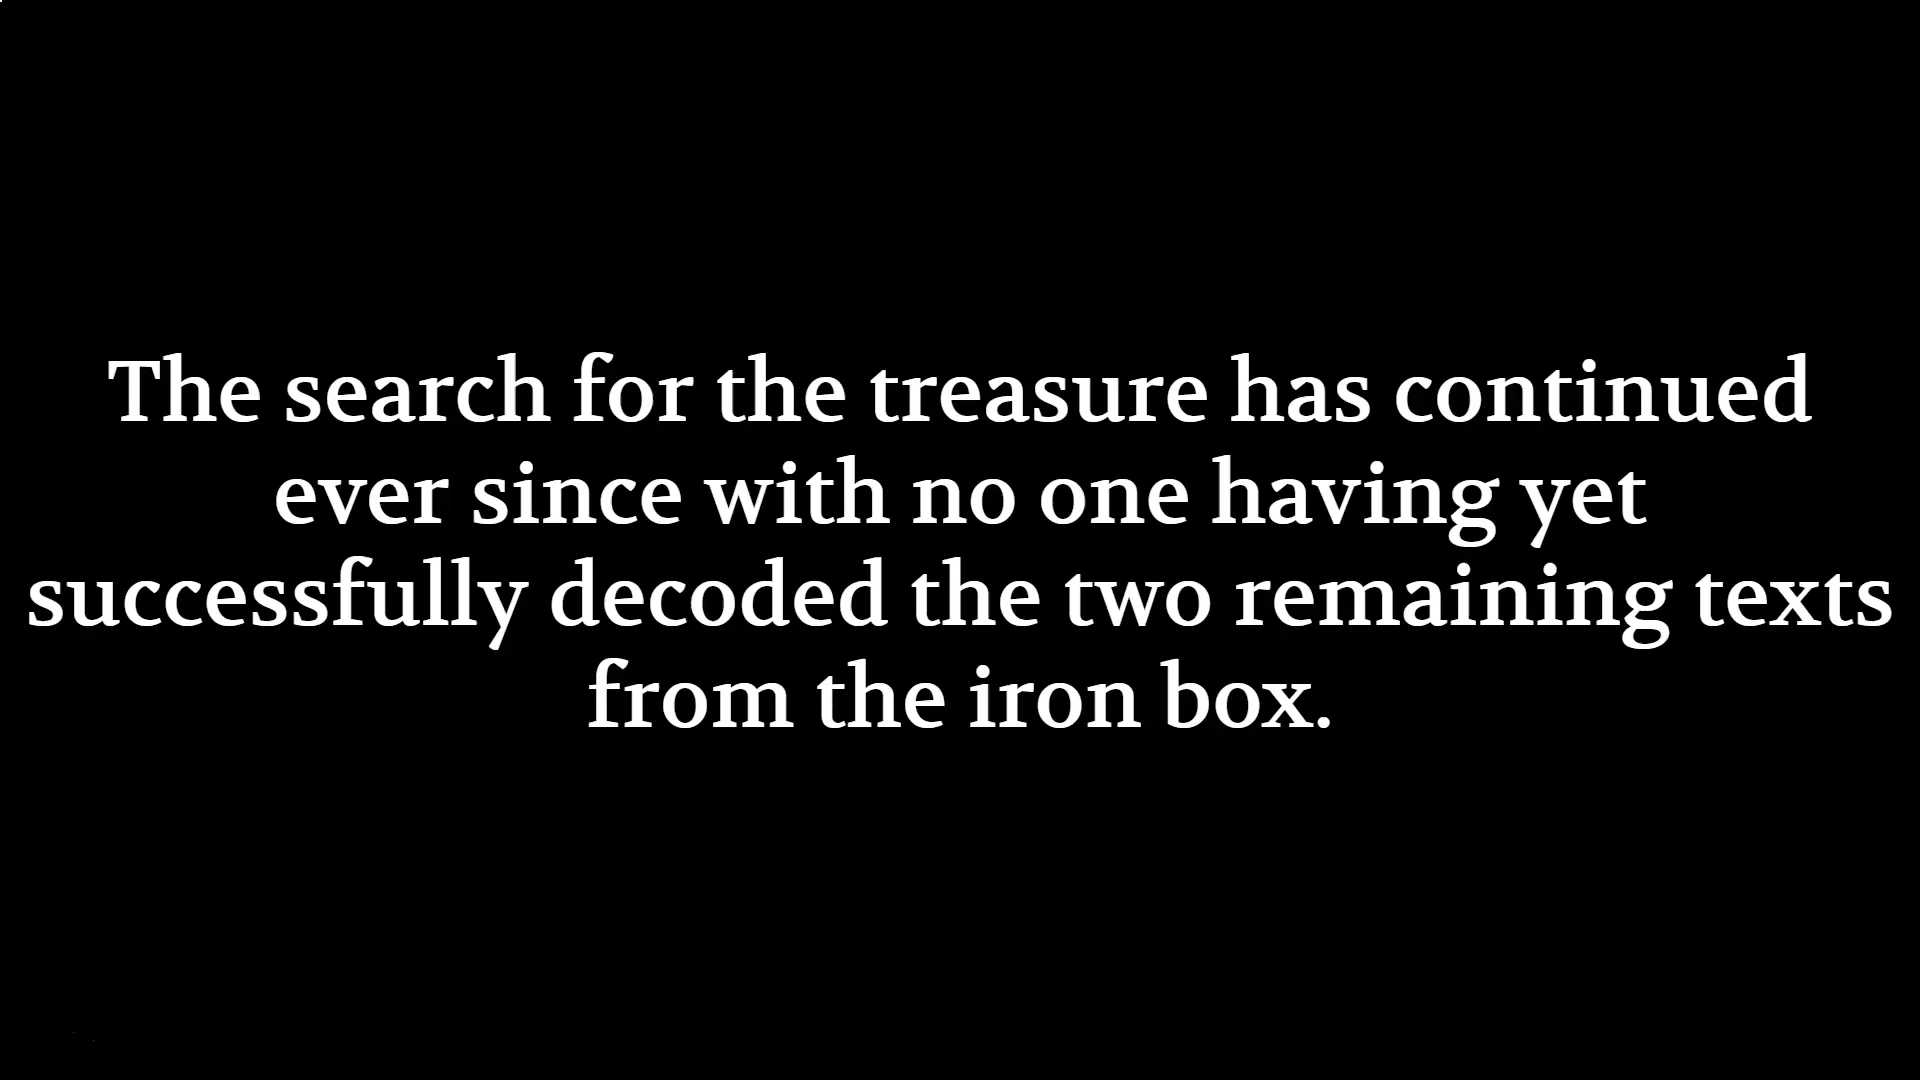 The search for the treasure has continued
ever since with no one having yet
successfully decoded the two remaining texts
from the iron box.